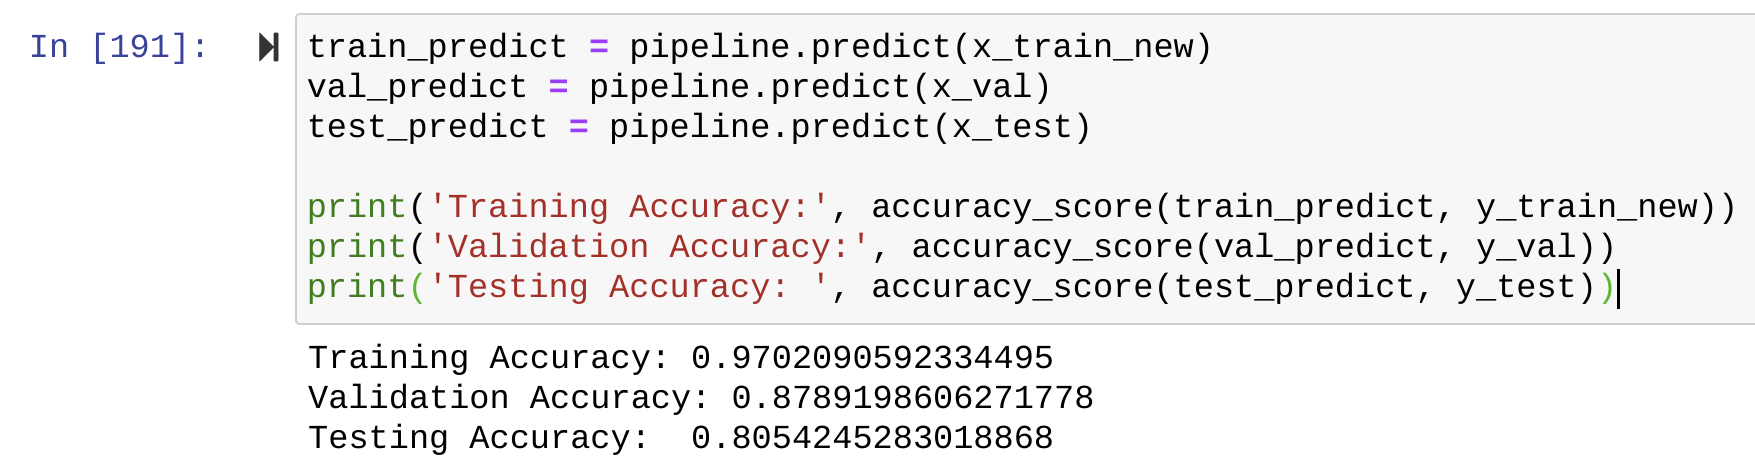 In [191]:
train_predict = pipeline.predict(x_train_new)
val_predict = pipeline.predict(x_val)
test_predict = pipeline.predict(x_test)
print('Training Accuracy:', accuracy_score(train_predict, y_train_new))
print('Validation Accuracy:', accuracy_score(val_predict, y_val))
print('Testing Accuracy: ', accuracy_score(test_predict, y_test))
Training Accuracy: 0.9702090592334495
Validation Accuracy: 0.8789198606271778
Testing Accuracy:  0.8054245283018868